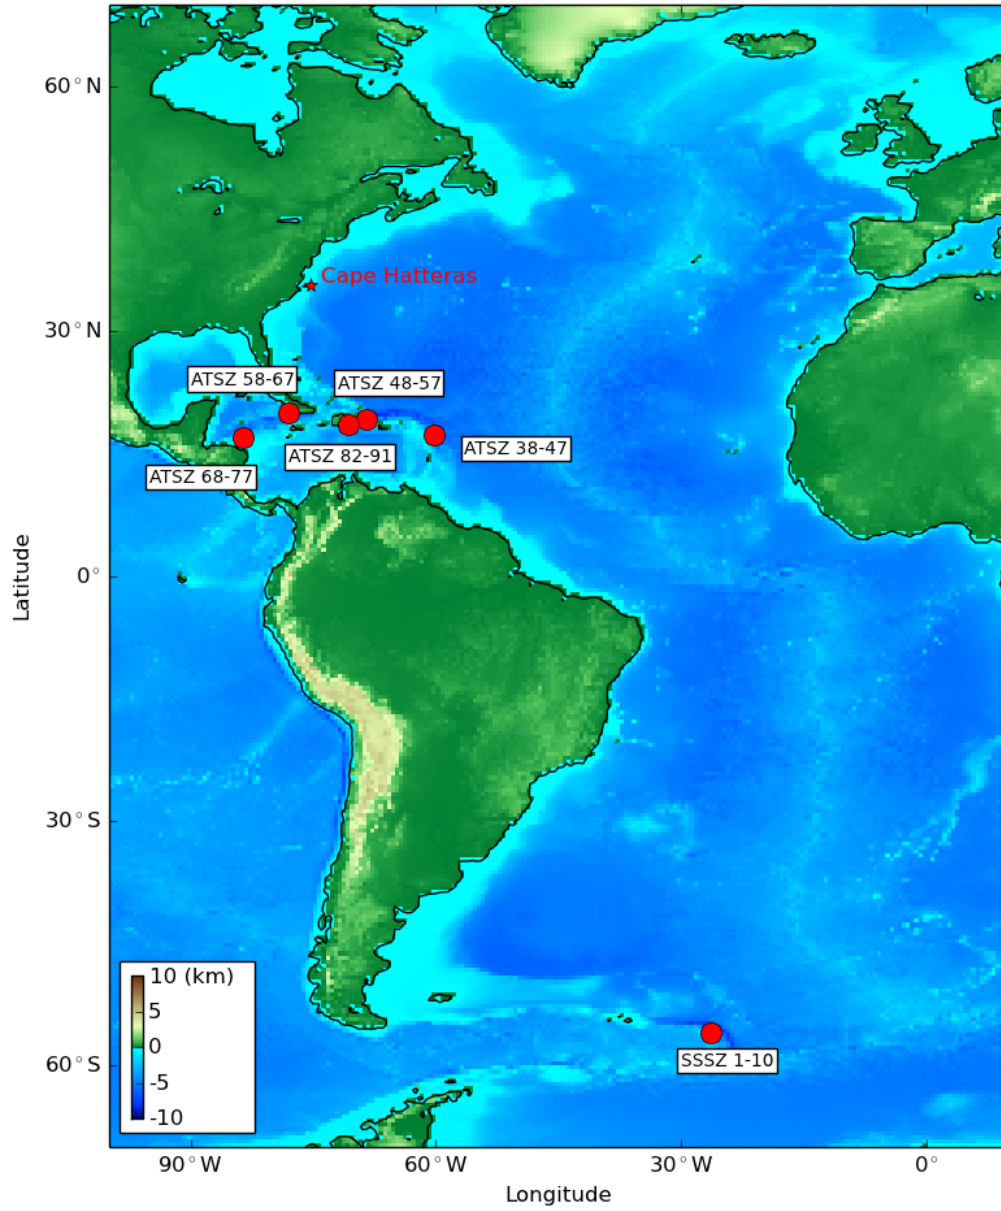 60°N
Cape Hatteras
30°N
ATSZ 58-67
ATSZ 48-57
ATSZ 82-91
ATSZ 38-47
ATSZ 68-77
Latitude
0°
30°S
10 (km)
5
0
-5
-10
60°S
SSSZ 1-10
90°W
60°W
30°W
0°
Longitude